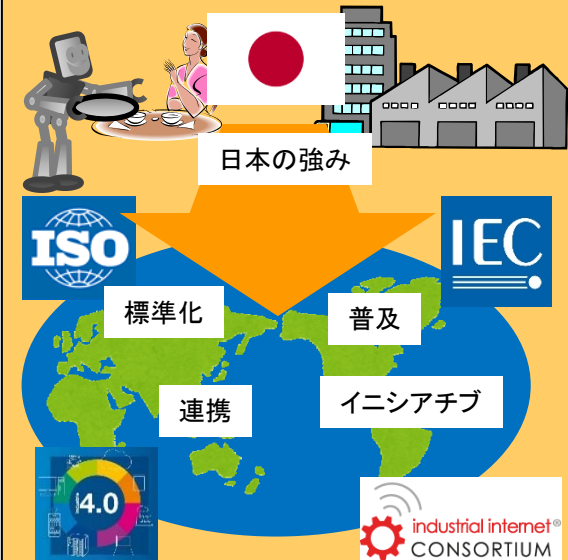 日本の強み
ISO
IEC
標準化
普及
連携
イニシアチブ
4.0
industrial internet®
CONSORTIUM